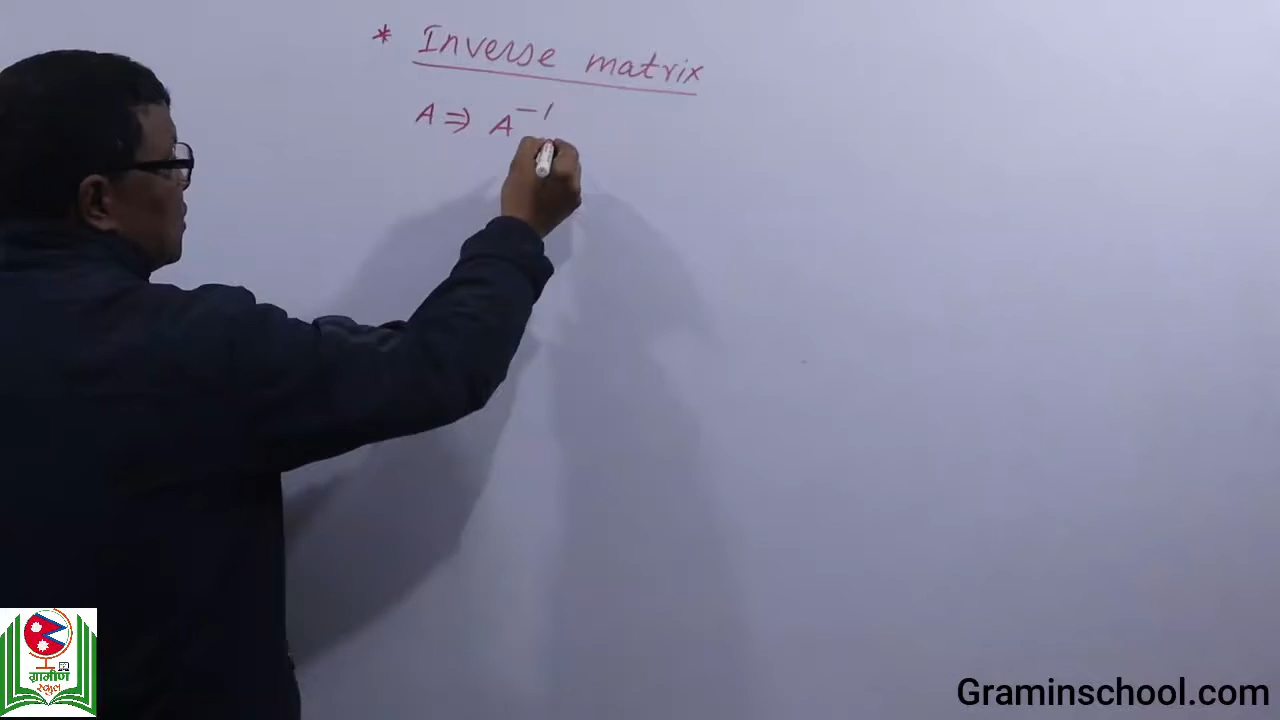 * Inverse matrix
A ⇒ A⁻¹
ग्रामीण
स्कुल
Graminschool.com